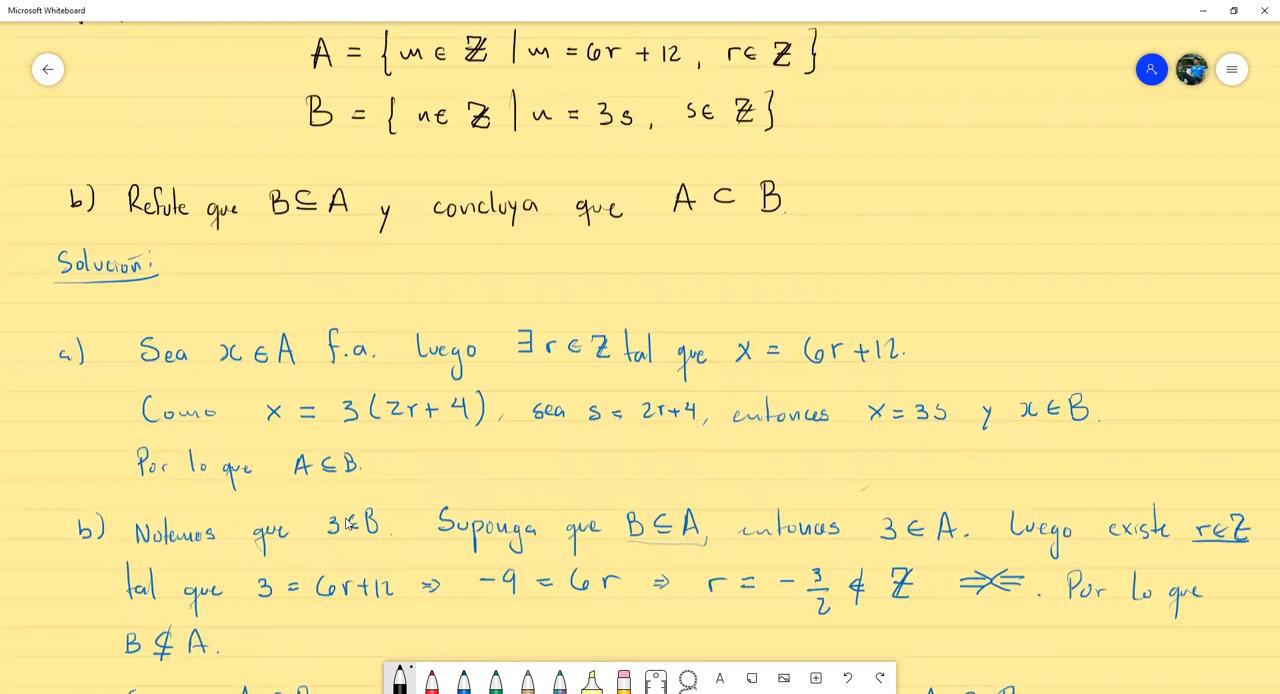 Microsoft Whiteboard
A = { m ∈ ℤ | m = 6r + 12, r ∈ ℤ }
B = { n ∈ ℤ | n = 3s, s ∈ ℤ }
b) Refute que B ⊆ A y concluya que A ⊂ B.
Solución:
a) Sea x ∈ A f.a. luego ∃ r ∈ ℤ tal que x = 6r + 12.
Como x = 3(2r + 4), sea s = 2r+4, entonces x = 3s y x ∈ B.
Por lo que A ⊆ B.
b) Notemos que 3 ∈ B. Suponga que B ⊆ A, entonces 3 ∈ A. Luego existe r ∈ ℤ
tal que 3 = 6r+12 ⇒ -9 = 6r ⇒ r = -3/2 ∉ ℤ ⇒⇐. Por lo que
B ⊈ A.